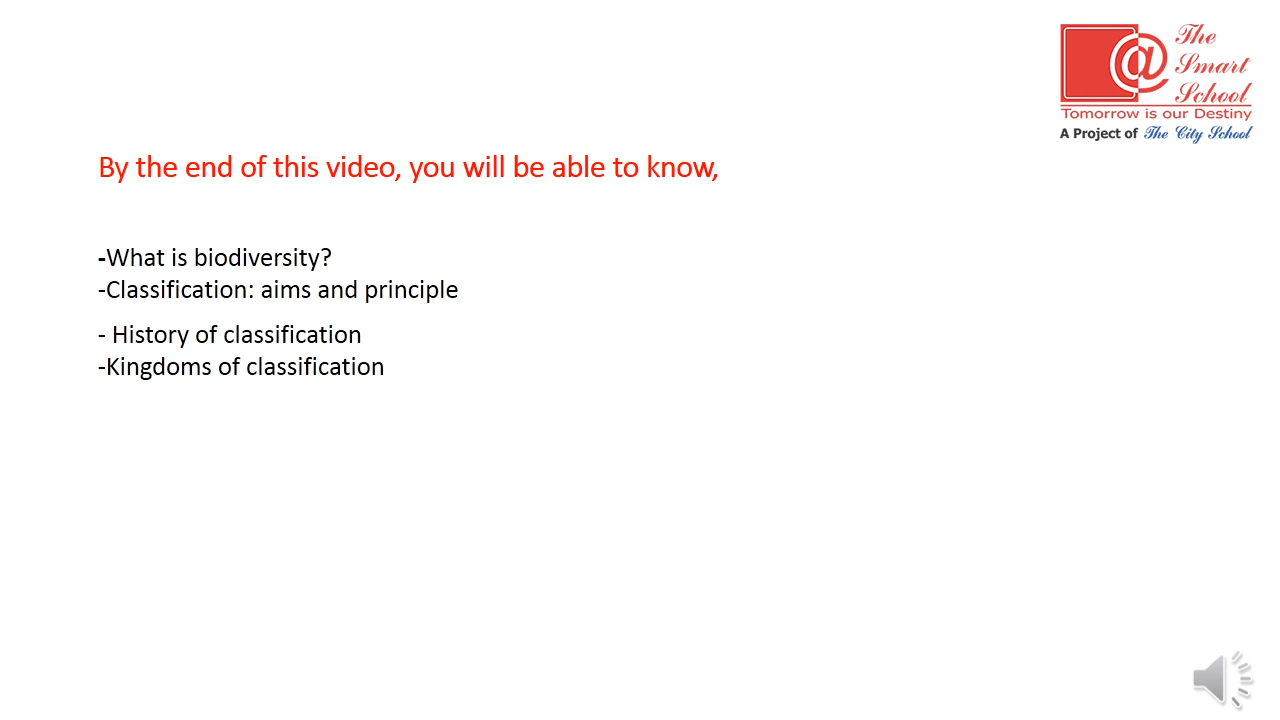 The
Smart
School
Tomorrow is our Destiny
A Project of The City School
By the end of this video, you will be able to know,
-What is biodiversity?
-Classification: aims and principle
- History of classification
-Kingdoms of classification